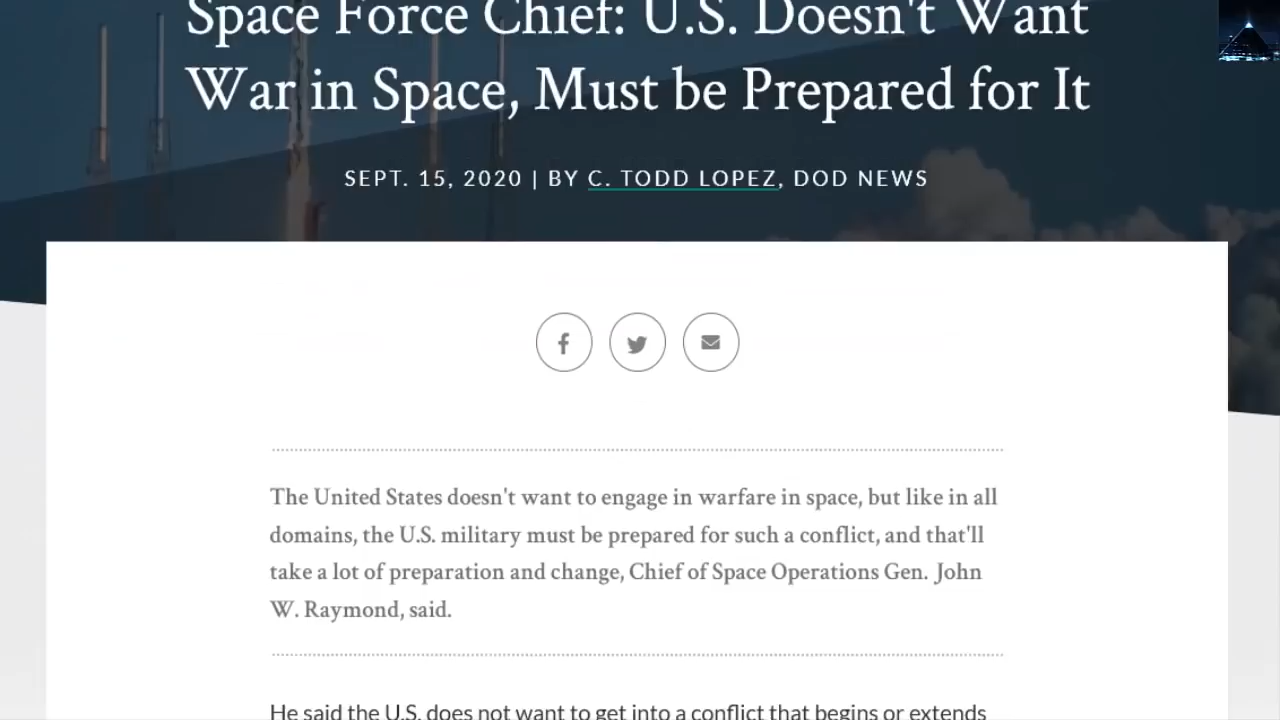 Space Force Chief: U.S. Doesn't Want
War in Space, Must be Prepared for It
SEPT. 15, 2020 | BY C. TODD LOPEZ, DOD NEWS
The United States doesn't want to engage in warfare in space, but like in all
domains, the U.S. military must be prepared for such a conflict, and that'll
take a lot of preparation and change, Chief of Space Operations Gen. John
W. Raymond, said.
He said the U.S. does not want to get into a conflict that begins or extends